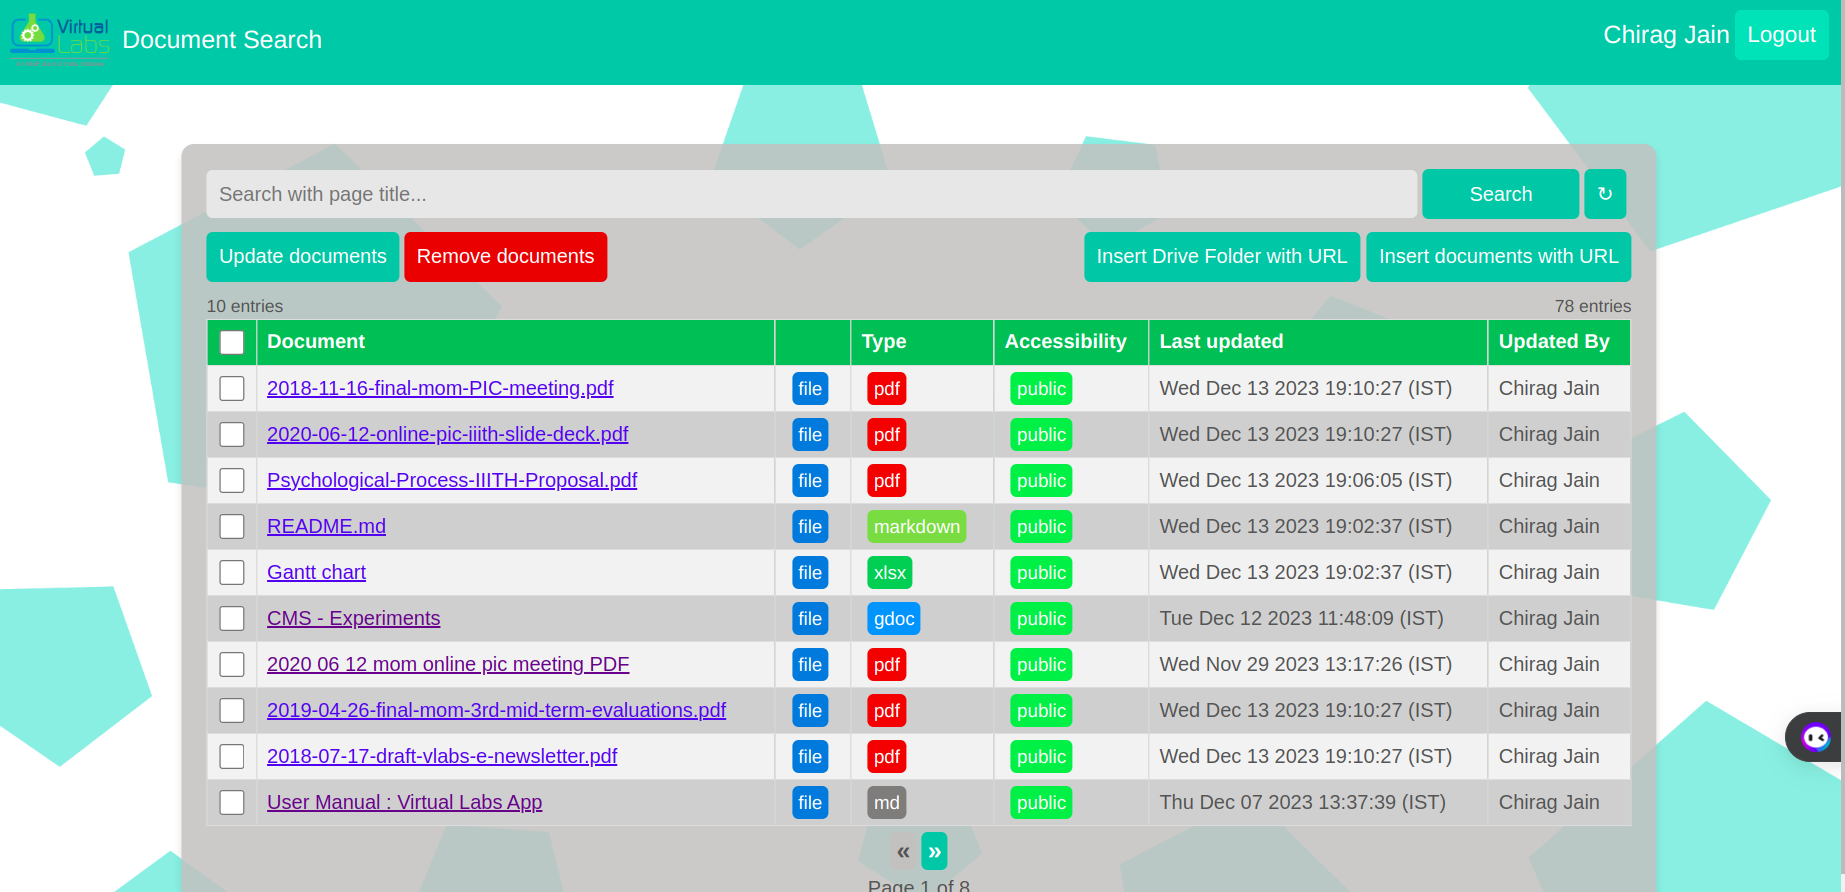 Virtual
Labs
Document Search
Chirag Jain Logout
Search with page title... Search ↻
Update documents Remove documents Insert Drive Folder with URL Insert documents with URL
10 entries 78 entries
Document Type Accessibility Last updated Updated By
2018-11-16-final-mom-PIC-meeting.pdf file pdf public Wed Dec 13 2023 19:10:27 (IST) Chirag Jain
2020-06-12-online-pic-iiith-slide-deck.pdf file pdf public Wed Dec 13 2023 19:10:27 (IST) Chirag Jain
Psychological-Process-IIITH-Proposal.pdf file pdf public Wed Dec 13 2023 19:06:05 (IST) Chirag Jain
README.md file markdown public Wed Dec 13 2023 19:02:37 (IST) Chirag Jain
Gantt chart file xlsx public Wed Dec 13 2023 19:02:37 (IST) Chirag Jain
CMS - Experiments file gdoc public Tue Dec 12 2023 11:48:09 (IST) Chirag Jain
2020 06 12 mom online pic meeting PDF file pdf public Wed Nov 29 2023 13:17:26 (IST) Chirag Jain
2019-04-26-final-mom-3rd-mid-term-evaluations.pdf file pdf public Wed Dec 13 2023 19:10:27 (IST) Chirag Jain
2018-07-17-draft-vlabs-e-newsletter.pdf file pdf public Wed Dec 13 2023 19:10:27 (IST) Chirag Jain
User Manual : Virtual Labs App file md public Thu Dec 07 2023 13:37:39 (IST) Chirag Jain
« »
Page 1 of 8